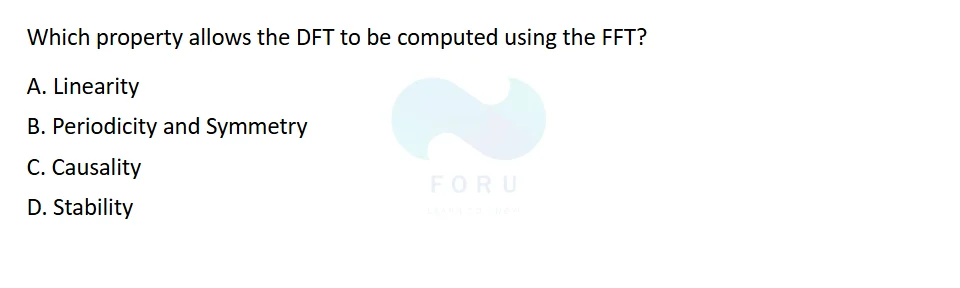 Which property allows the DFT to be computed using the FFT?
A. Linearity
B. Periodicity and Symmetry
C. Causality
D. Stability
FORU